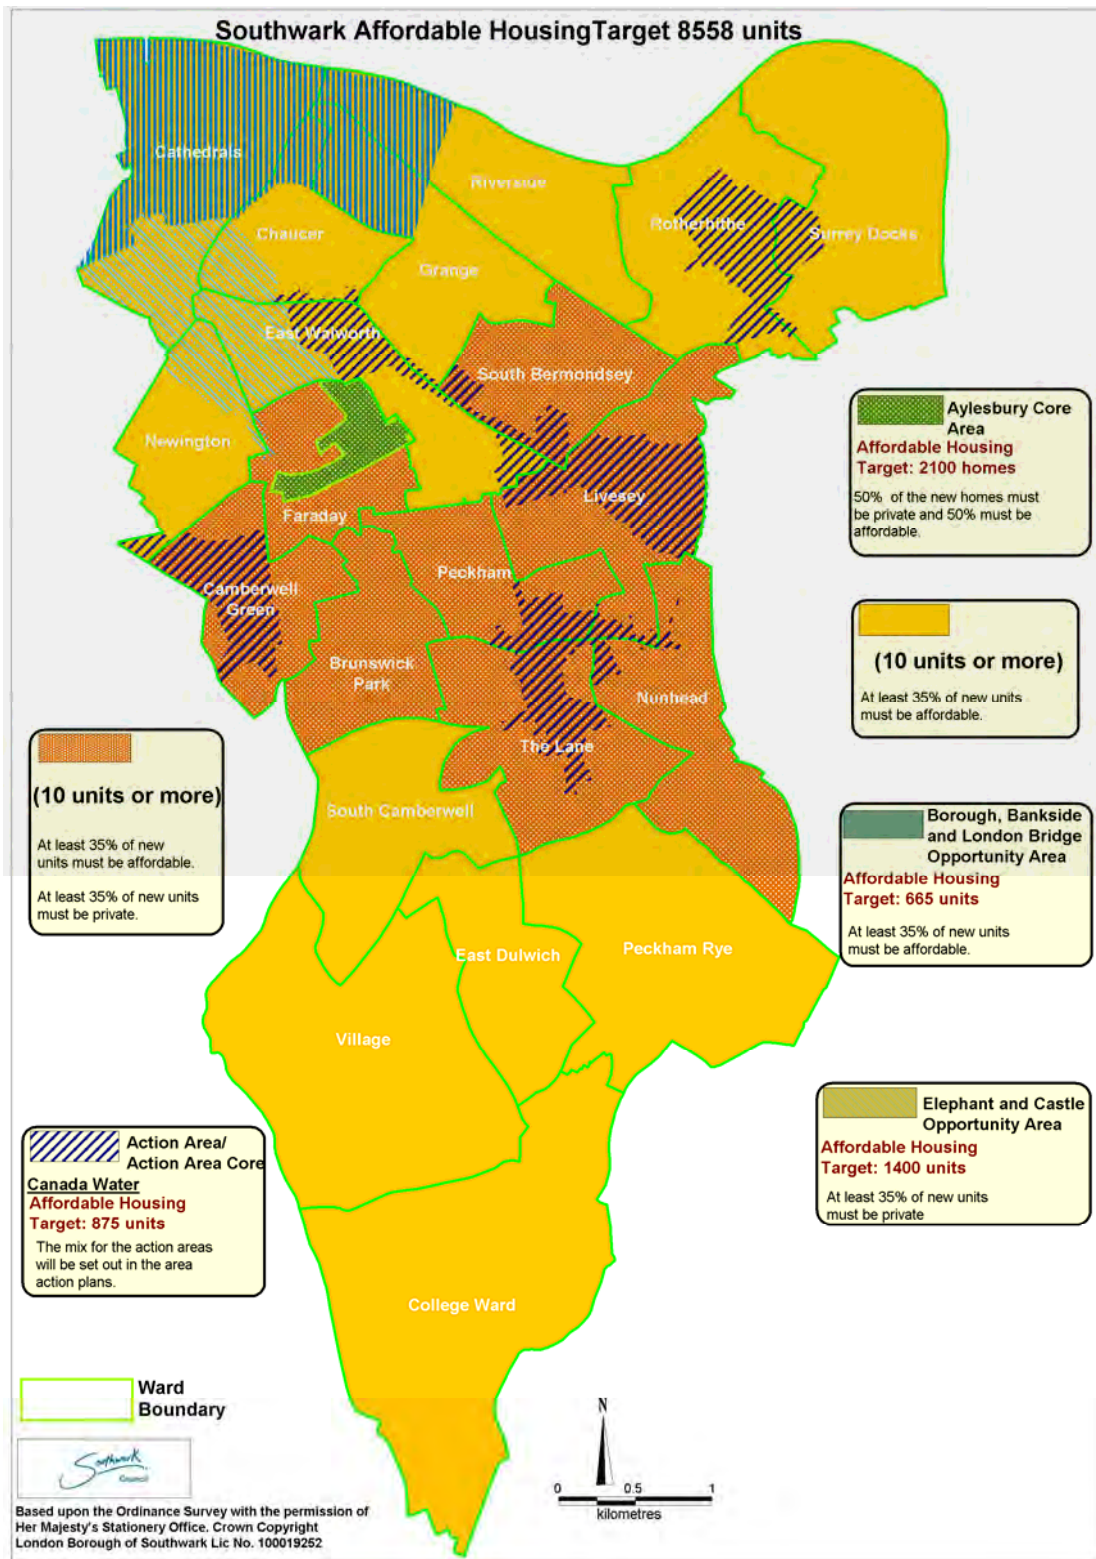 Southwark Affordable HousingTarget 8558 units
Cathedrals
Riverside
Chaucer
Rotherhithe
Surrey Docks
Grange
East Walworth
South Bermondsey
Newington
Livesey
Faraday
Peckham
Camberwell
Green
Brunswick
Park
Nunhead
The Lane
South Camberwell
East Dulwich
Peckham Rye
Village
College Ward
Aylesbury Core
Area
Affordable Housing
Target: 2100 homes
50% of the new homes must
be private and 50% must be
affordable.
(10 units or more)
At least 35% of new units
must be affordable.
(10 units or more)
At least 35% of new
units must be affordable.
At least 35% of new units
must be private.
Borough, Bankside
and London Bridge
Opportunity Area
Affordable Housing
Target: 665 units
At least 35% of new units
must be affordable.
Elephant and Castle
Opportunity Area
Affordable Housing
Target: 1400 units
At least 35% of new units
must be private
Action Area/
Action Area Core
Canada Water
Affordable Housing
Target: 875 units
The mix for the action areas
will be set out in the area
action plans.
Ward
Boundary
Southwark
Council
N
0 0.5 1
kilometres
Based upon the Ordinance Survey with the permission of
Her Majesty's Stationery Office. Crown Copyright
London Borough of Southwark Lic No. 100019252